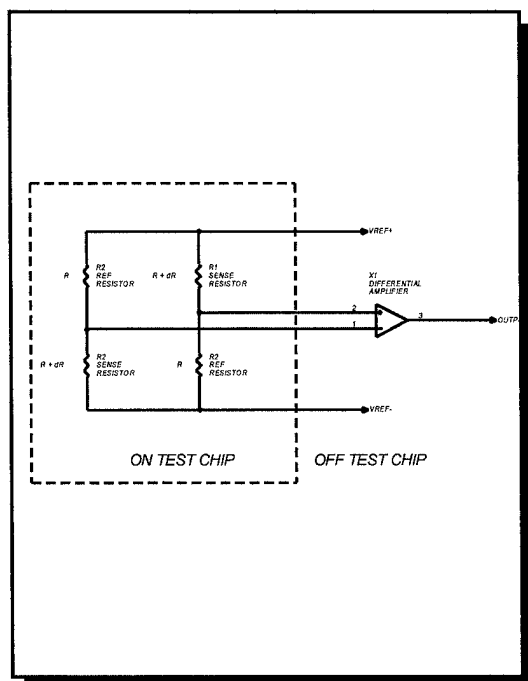 VREF+
R
R2
REF
RESISTOR
R + dR
R1
SENSE
RESISTOR
X1
DIFFERENTIAL
AMPLIFIER
2
1
3
OUTP
R + dR
R2
SENSE
RESISTOR
R
R2
REF
RESISTOR
VREF-
ON TEST CHIP
OFF TEST CHIP